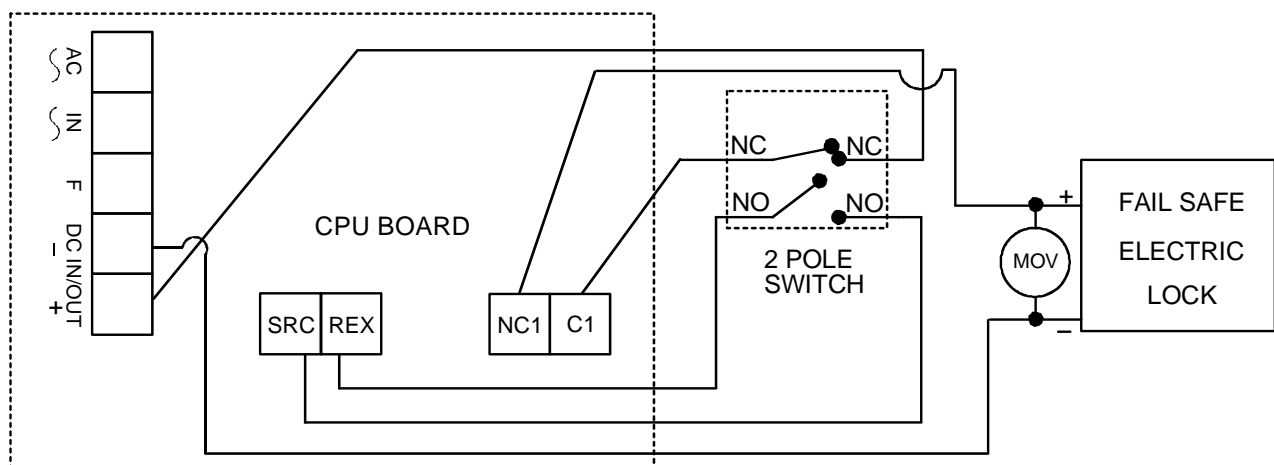 AC
IN
F
DC IN/OUT
–
+
CPU BOARD
SRC REX
NC1 C1
NC NC
NO NO
2 POLE
SWITCH
+
MOV
–
FAIL SAFE
ELECTRIC
LOCK